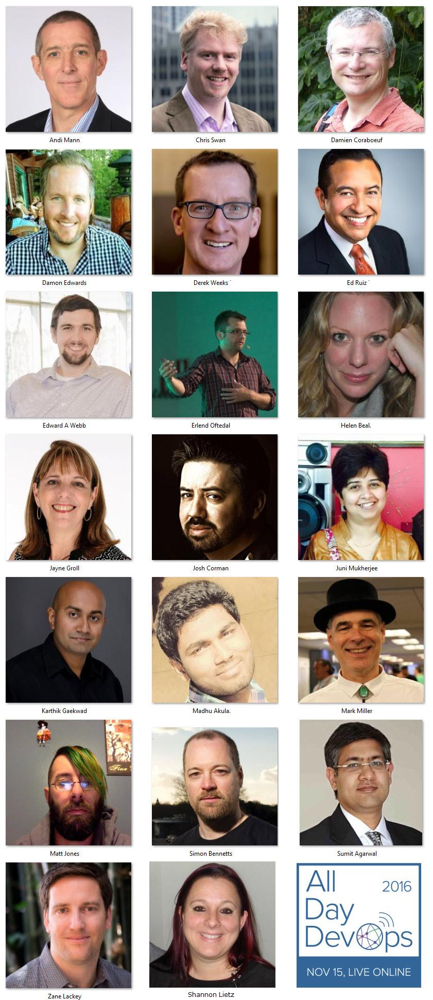 Andi Mann
Chris Swan
Damien Coraboeuf
Damon Edwards
Derek Weeks `
Ed Ruiz `
Edward A Webb
Erlend Oftedal
Helen Beal.
Jayne Groll
Josh Corman
Juni Mukherjee
Karthik Gaekwad
Madhu Akula.
Mark Miller
Fine
Matt Jones
Simon Bennetts
Sumit Agarwal
Zane Lackey
Shannon Lietz
All
2016
Day
DevOps
NOV 15, LIVE ONLINE